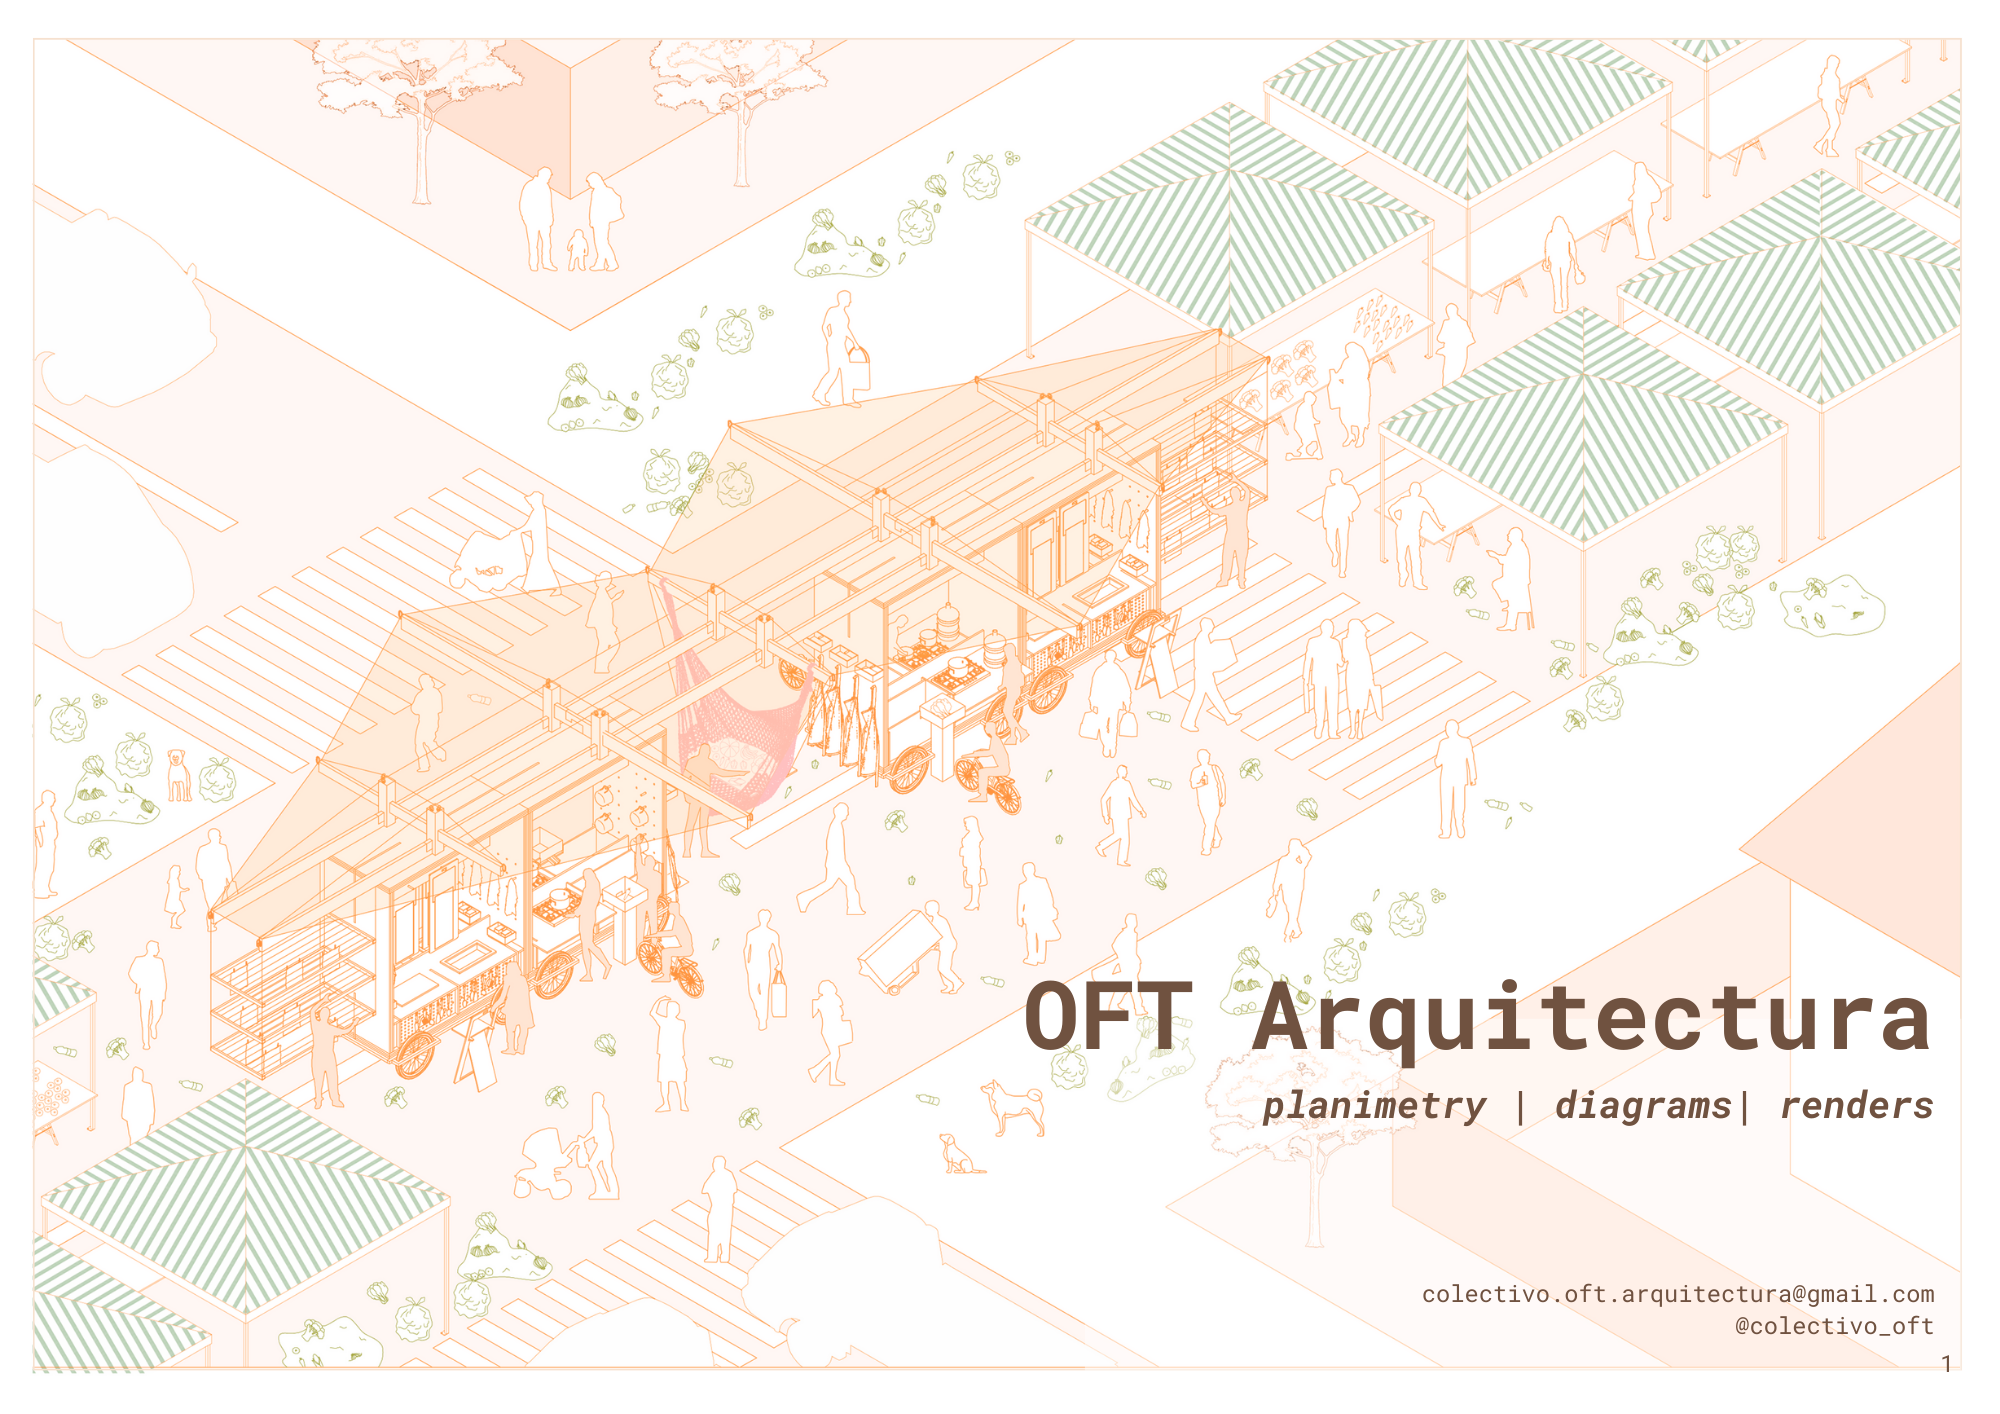 OFT Arquitectura
planimetry | diagrams| renders
colectivo.oft.arquitectura@gmail.com
@colectivo_oft
1